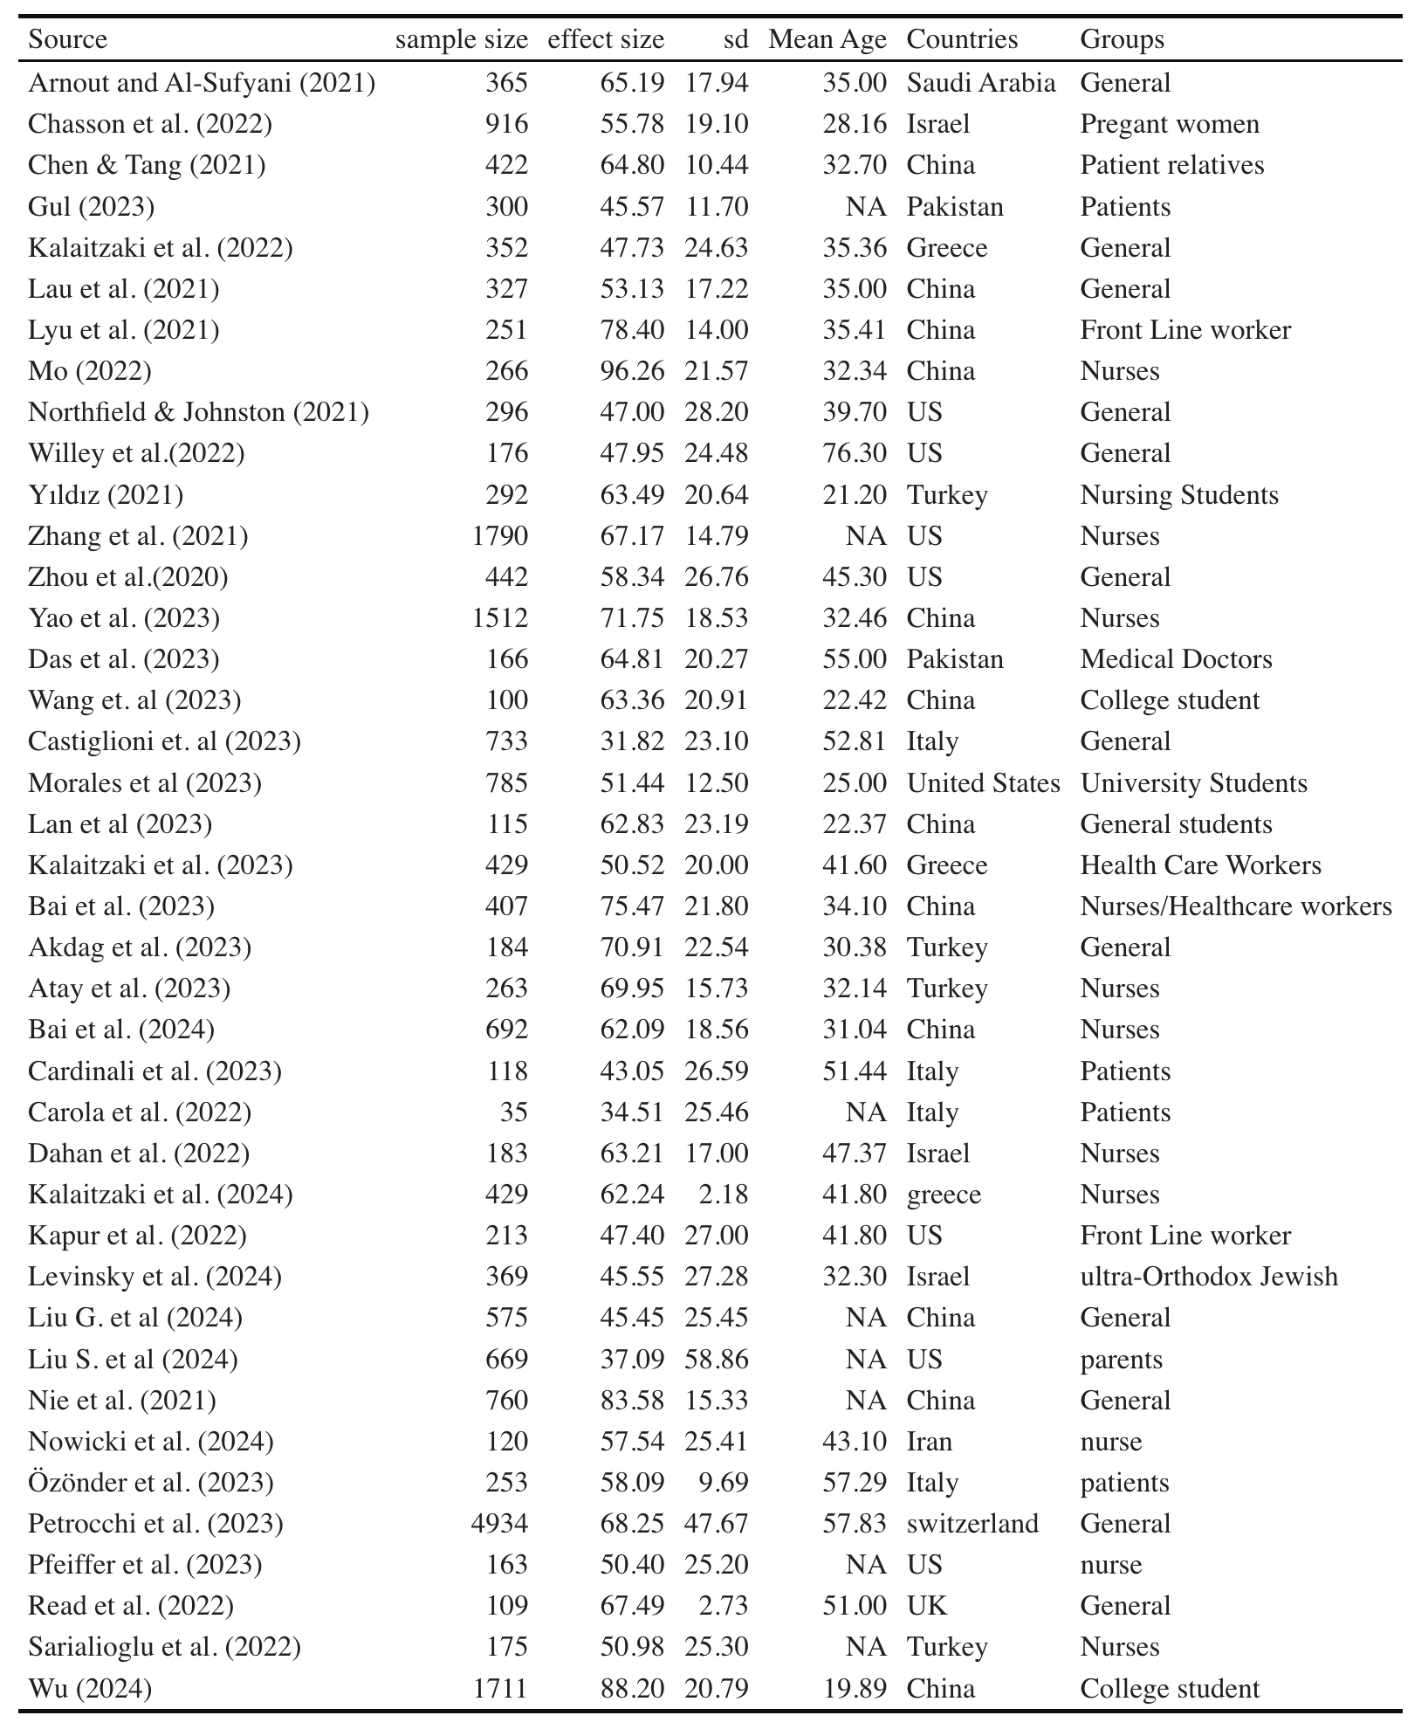 Source sample size effect size sd Mean Age Countries Groups
Arnout and Al-Sufyani (2021) 365 65.19 17.94 35.00 Saudi Arabia General
Chasson et al. (2022) 916 55.78 19.10 28.16 Israel Pregant women
Chen & Tang (2021) 422 64.80 10.44 32.70 China Patient relatives
Gul (2023) 300 45.57 11.70 NA Pakistan Patients
Kalaitzaki et al. (2022) 352 47.73 24.63 35.36 Greece General
Lau et al. (2021) 327 53.13 17.22 35.00 China General
Lyu et al. (2021) 251 78.40 14.00 35.41 China Front Line worker
Mo (2022) 266 96.26 21.57 32.34 China Nurses
Northfield & Johnston (2021) 296 47.00 28.20 39.70 US General
Willey et al.(2022) 176 47.95 24.48 76.30 US General
Yıldız (2021) 292 63.49 20.64 21.20 Turkey Nursing Students
Zhang et al. (2021) 1790 67.17 14.79 NA US Nurses
Zhou et al.(2020) 442 58.34 26.76 45.30 US General
Yao et al. (2023) 1512 71.75 18.53 32.46 China Nurses
Das et al. (2023) 166 64.81 20.27 55.00 Pakistan Medical Doctors
Wang et. al (2023) 100 63.36 20.91 22.42 China College student
Castiglioni et. al (2023) 733 31.82 23.10 52.81 Italy General
Morales et al (2023) 785 51.44 12.50 25.00 United States University Students
Lan et al (2023) 115 62.83 23.19 22.37 China General students
Kalaitzaki et al. (2023) 429 50.52 20.00 41.60 Greece Health Care Workers
Bai et al. (2023) 407 75.47 21.80 34.10 China Nurses/Healthcare workers
Akdag et al. (2023) 184 70.91 22.54 30.38 Turkey General
Atay et al. (2023) 263 69.95 15.73 32.14 Turkey Nurses
Bai et al. (2024) 692 62.09 18.56 31.04 China Nurses
Cardinali et al. (2023) 118 43.05 26.59 51.44 Italy Patients
Carola et al. (2022) 35 34.51 25.46 NA Italy Patients
Dahan et al. (2022) 183 63.21 17.00 47.37 Israel Nurses
Kalaitzaki et al. (2024) 429 62.24 2.18 41.80 greece Nurses
Kapur et al. (2022) 213 47.40 27.00 41.80 US Front Line worker
Levinsky et al. (2024) 369 45.55 27.28 32.30 Israel ultra-Orthodox Jewish
Liu G. et al (2024) 575 45.45 25.45 NA China General
Liu S. et al (2024) 669 37.09 58.86 NA US parents
Nie et al. (2021) 760 83.58 15.33 NA China General
Nowicki et al. (2024) 120 57.54 25.41 43.10 Iran nurse
Özönder et al. (2023) 253 58.09 9.69 57.29 Italy patients
Petrocchi et al. (2023) 4934 68.25 47.67 57.83 switzerland General
Pfeiffer et al. (2023) 163 50.40 25.20 NA US nurse
Read et al. (2022) 109 67.49 2.73 51.00 UK General
Sarialioglu et al. (2022) 175 50.98 25.30 NA Turkey Nurses
Wu (2024) 1711 88.20 20.79 19.89 China College student